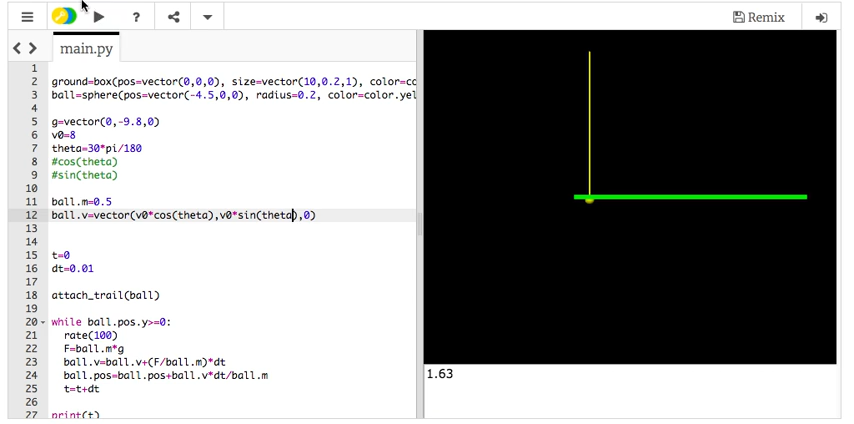 ? Remix
main.py
1
2 ground=box(pos=vector(0,0,0), size=vector(10,0.2,1), color=co
3 ball=sphere(pos=vector(-4.5,0,0), radius=0.2, color=color.yel
4
5 g=vector(0,-9.8,0)
6 v0=8
7 theta=30*pi/180
8 #cos(theta)
9 #sin(theta)
10
11 ball.m=0.5
12 ball.v=vector(v0*cos(theta),v0*sin(theta),0)
13
14
15 t=0
16 dt=0.01
17
18 attach_trail(ball)
19
20 while ball.pos.y>=0:
21 rate(100)
22 F=ball.m*g
23 ball.v=ball.v+(F/ball.m)*dt
24 ball.pos=ball.pos+ball.v*dt/ball.m
25 t=t+dt
26
27 print(t)
1.63